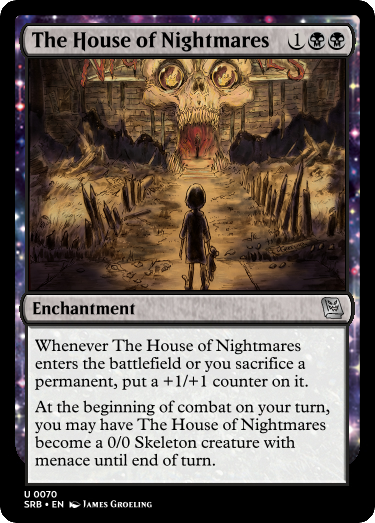 The House of Nightmares 1
Enchantment
Whenever The House of Nightmares
enters the battlefield or you sacrifice a
permanent, put a +1/+1 counter on it.
At the beginning of combat on your turn,
you may have The House of Nightmares
become a 0/0 Skeleton creature with
menace until end of turn.
U 0070
SRB • EN James Groeling